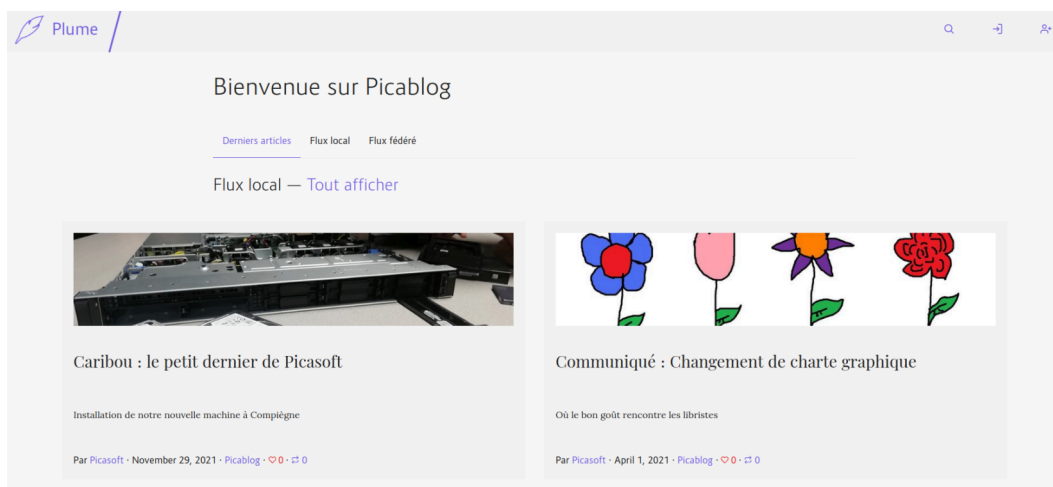 Plume
Bienvenue sur Picablog
Derniers articles Flux local Flux fédéré
Flux local — Tout afficher
Caribou : le petit dernier de Picasoft
Installation de notre nouvelle machine à Compiègne
Par Picasoft · November 29, 2021 · Picablog · 0 · 0
Communiqué : Changement de charte graphique
Où le bon goût rencontre les libristes
Par Picasoft · April 1, 2021 · Picablog · 0 · 0